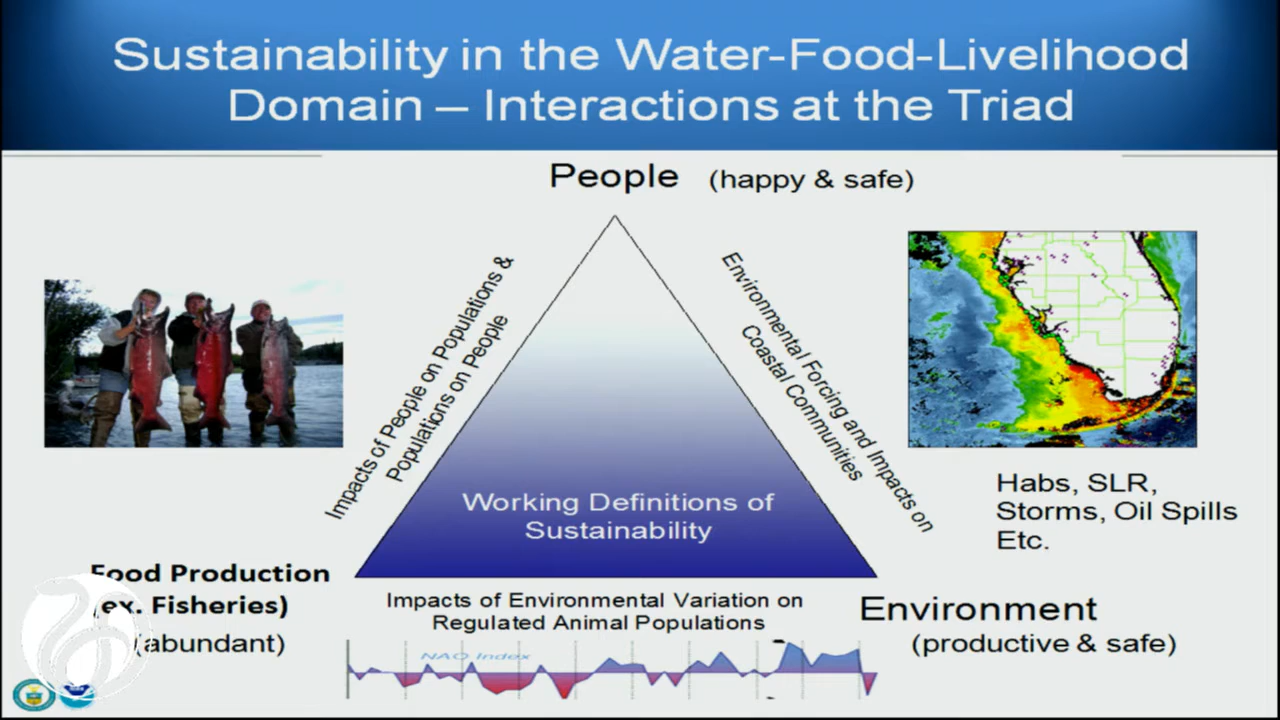 Sustainability in the Water-Food-Livelihood
Domain – Interactions at the Triad
People (happy & safe)
Impacts of People on Populations &
Populations on People
Environmental Forcing and Impacts on
Coastal Communities
Working Definitions of
Sustainability
Habs, SLR,
Storms, Oil Spills
Etc.
Food Production
(ex. Fisheries)
(abundant)
Impacts of Environmental Variation on
Regulated Animal Populations
Environment
(productive & safe)
NAO Index